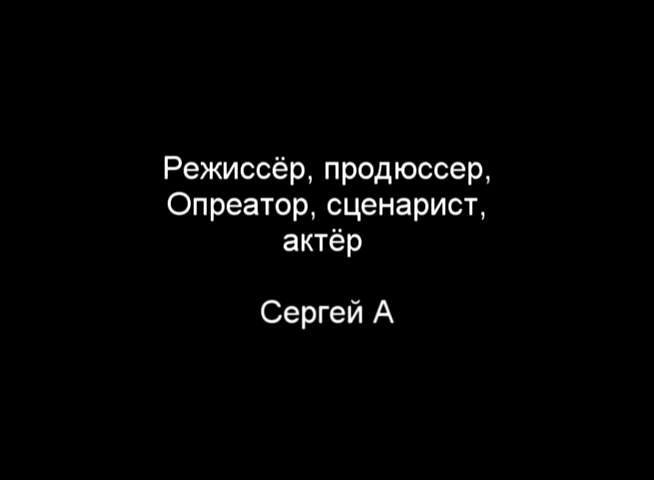 Режиссёр, продюссер,
Опреатор, сценарист,
актёр
Сергей А